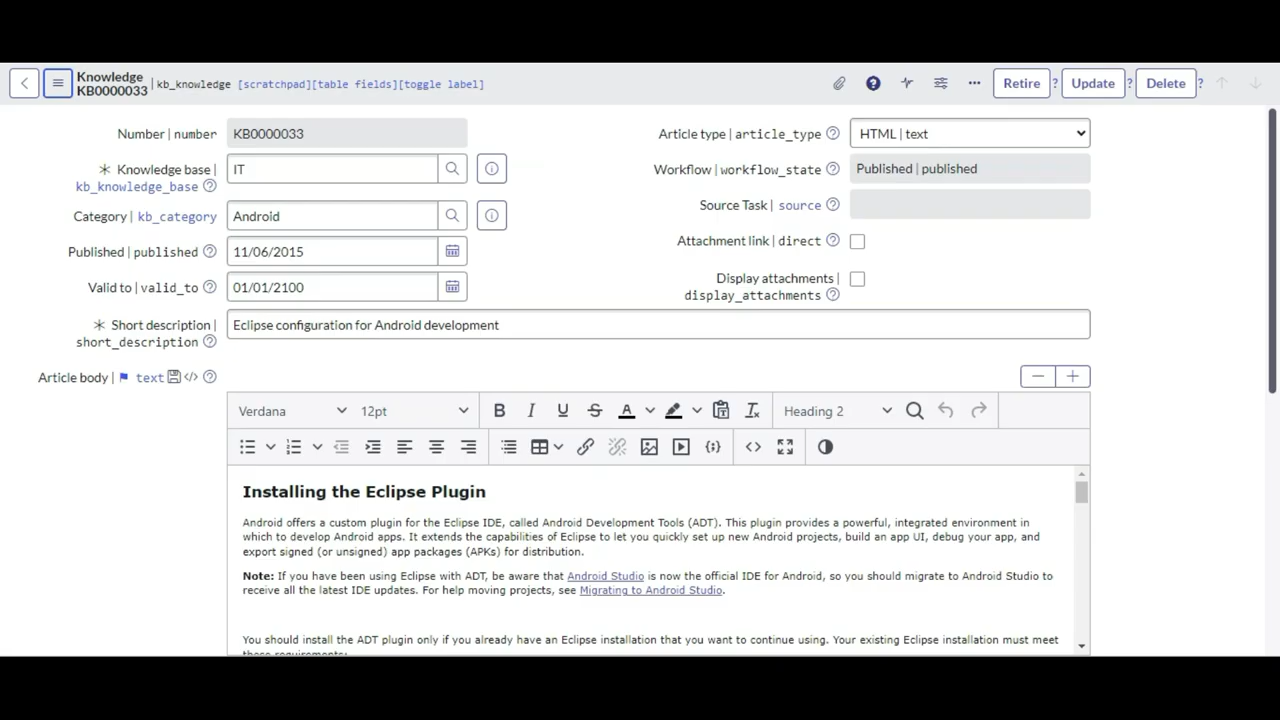 Knowledge
KB0000033 | kb_knowledge [scratchpad][table fields][toggle label]
Retire ? Update ? Delete ?
Number | number KB0000033
Article type | article_type HTML | text
Knowledge base |
kb_knowledge_base IT
Workflow | workflow_state Published | published
Category | kb_category Android
Source Task | source
Published | published 11/06/2015
Attachment link | direct
Valid to | valid_to 01/01/2100
Display attachments |
display_attachments
Short description |
short_description Eclipse configuration for Android development
Article body | text
Verdana 12pt B I U S A Heading 2
Installing the Eclipse Plugin
Android offers a custom plugin for the Eclipse IDE, called Android Development Tools (ADT). This plugin provides a powerful, integrated environment in
which to develop Android apps. It extends the capabilities of Eclipse to let you quickly set up new Android projects, build an app UI, debug your app, and
export signed (or unsigned) app packages (APKs) for distribution.
Note: If you have been using Eclipse with ADT, be aware that Android Studio is now the official IDE for Android, so you should migrate to Android Studio to
receive all the latest IDE updates. For help moving projects, see Migrating to Android Studio.
You should install the ADT plugin only if you already have an Eclipse installation that you want to continue using. Your existing Eclipse installation must meet
these requirements: